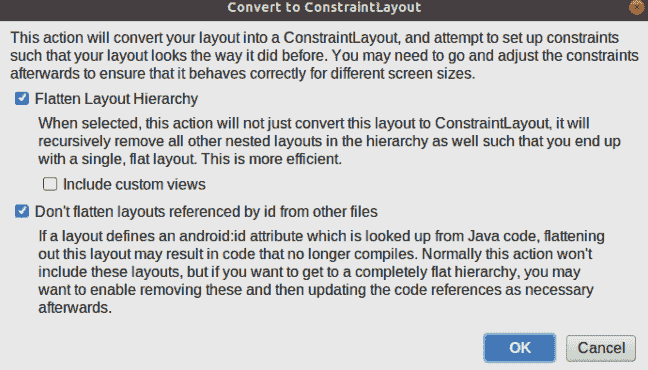 Convert to ConstraintLayout
This action will convert your layout into a ConstraintLayout, and attempt to set up constraints
such that your layout looks the way it did before. You may need to go and adjust the constraints
afterwards to ensure that it behaves correctly for different screen sizes.
Flatten Layout Hierarchy
When selected, this action will not just convert this layout to ConstraintLayout, it will
recursively remove all other nested layouts in the hierarchy as well such that you end up
with a single, flat layout. This is more efficient.
Include custom views
Don't flatten layouts referenced by id from other files
If a layout defines an android:id attribute which is looked up from Java code, flattening
out this layout may result in code that no longer compiles. Normally this action won't
include these layouts, but if you want to get to a completely flat hierarchy, you may
want to enable removing these and then updating the code references as necessary
afterwards.
OK
Cancel